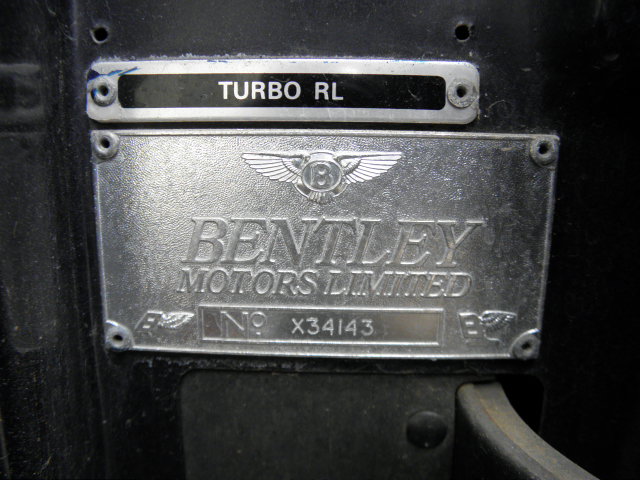 TURBO RL
B
BENTLEY
MOTORS LIMITED
B No X34143 B